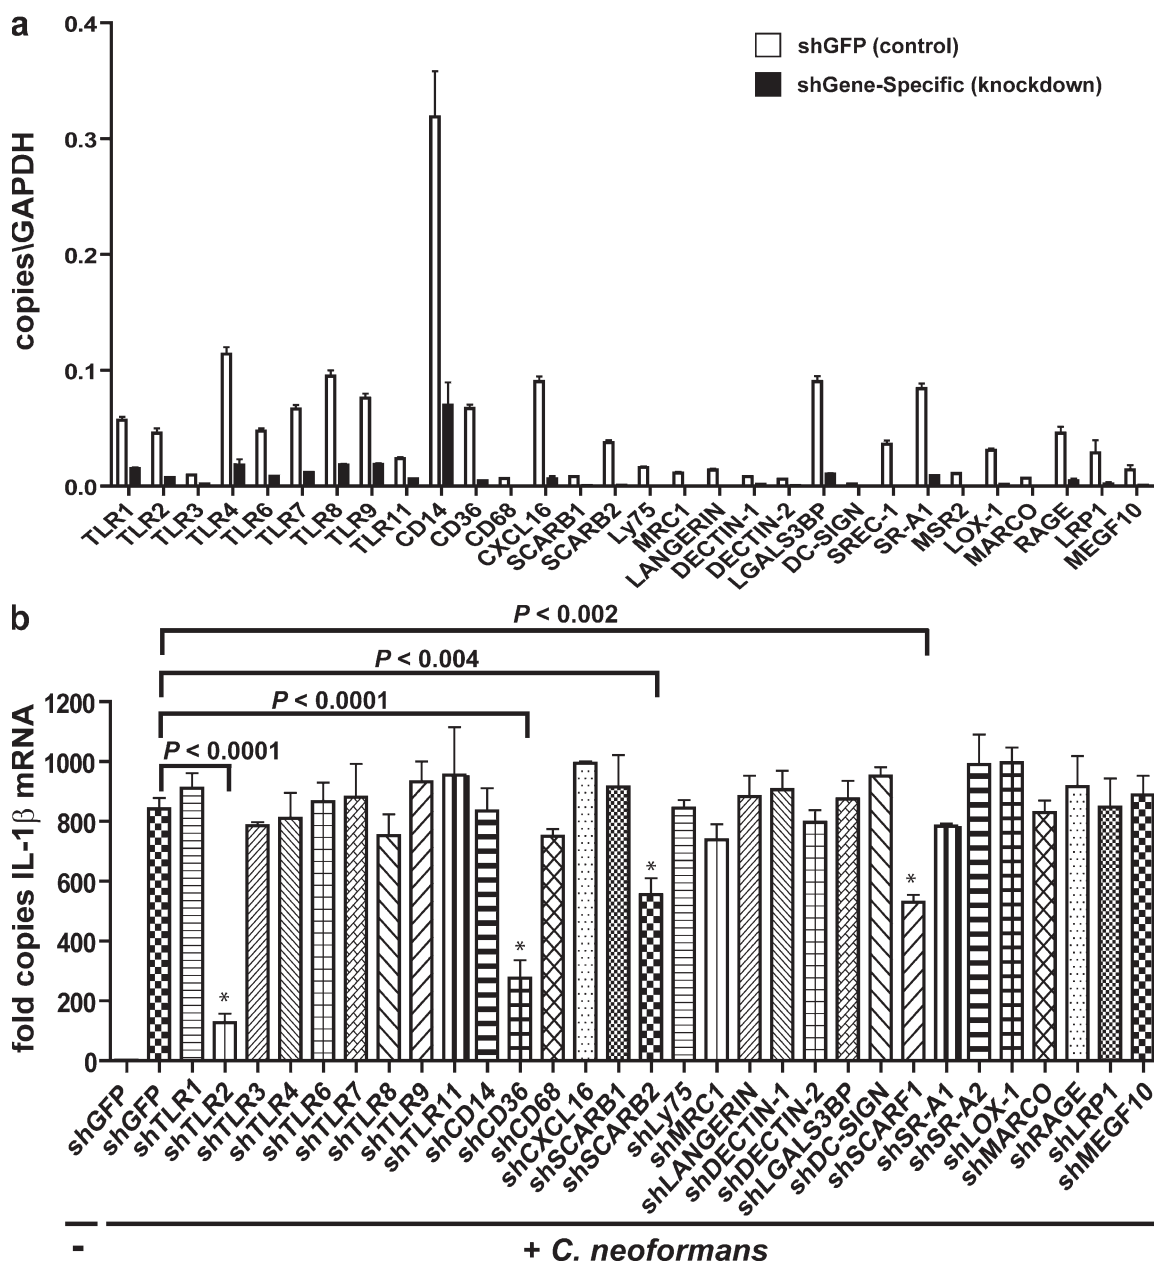 a
copies\GAPDH
0.4
0.3
0.2
0.1
0.0
shGFP (control)
shGene-Specific (knockdown)
TLR1
TLR2
TLR3
TLR4
TLR6
TLR7
TLR8
TLR9
TLR11
CD14
CD36
CD68
CXCL16
SCARB1
SCARB2
Ly75
MRC1
LANGERIN
DECTIN-1
DECTIN-2
LGALS3BP
DC-SIGN
SREC-1
SR-A1
MSR2
LOX-1
MARCO
RAGE
LRP1
MEGF10
b
P < 0.002
P < 0.004
P < 0.0001
P < 0.0001
fold copies IL-1β mRNA
1200
1000
800
600
400
200
0
*
*
*
*
shGFP
shGFP
shTLR1
shTLR2
shTLR3
shTLR4
shTLR6
shTLR7
shTLR8
shTLR9
shTLR11
shCD14
shCD36
shCD68
shCXCL16
shSCARB1
shSCARB2
shLy75
shMRC1
shLANGERIN
shDECTIN-1
shDECTIN-2
shLGALS3BP
shDC-SIGN
shSCARF1
shSR-A1
shSR-A2
shLOX-1
shMARCO
shRAGE
shLRP1
shMEGF10
-
+ C. neoformans